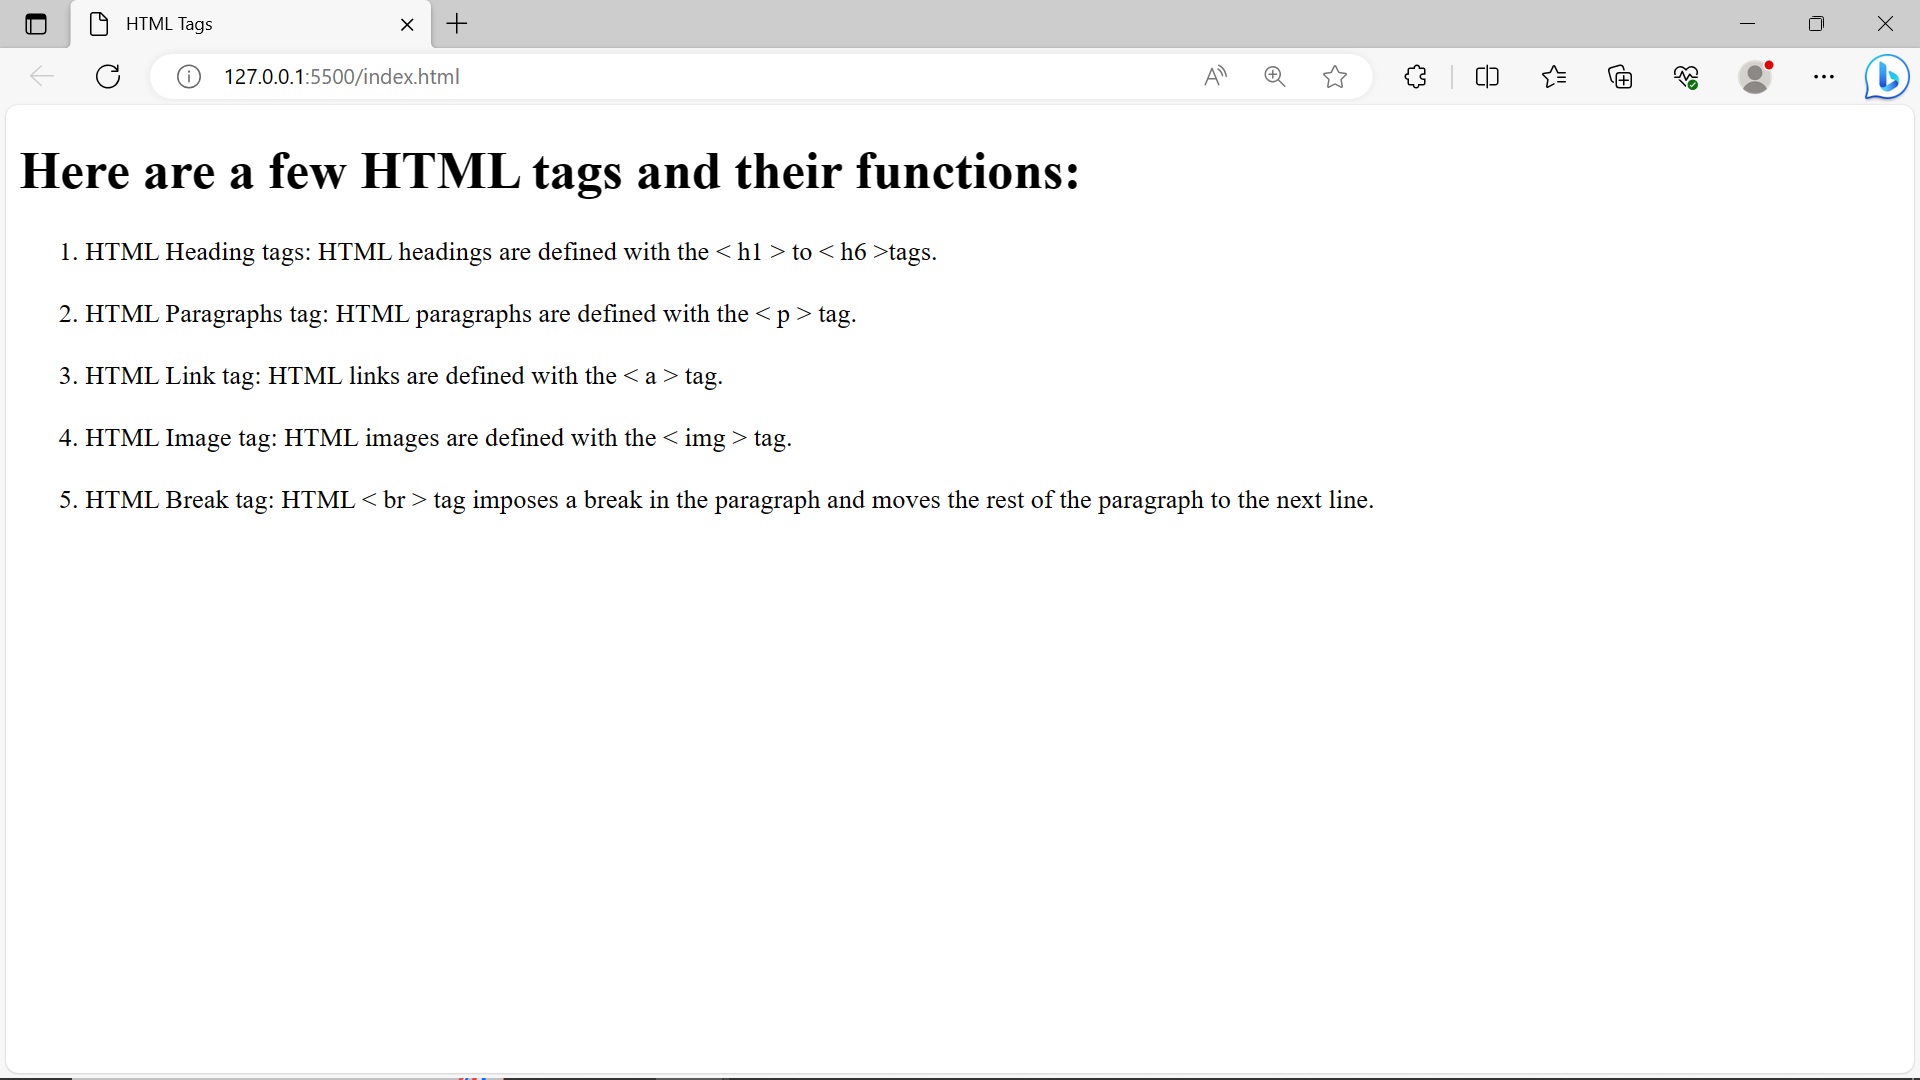 HTML Tags
127.0.0.1:5500/index.html
Here are a few HTML tags and their functions:
1. HTML Heading tags: HTML headings are defined with the < h1 > to < h6 >tags.
2. HTML Paragraphs tag: HTML paragraphs are defined with the < p > tag.
3. HTML Link tag: HTML links are defined with the < a > tag.
4. HTML Image tag: HTML images are defined with the < img > tag.
5. HTML Break tag: HTML < br > tag imposes a break in the paragraph and moves the rest of the paragraph to the next line.